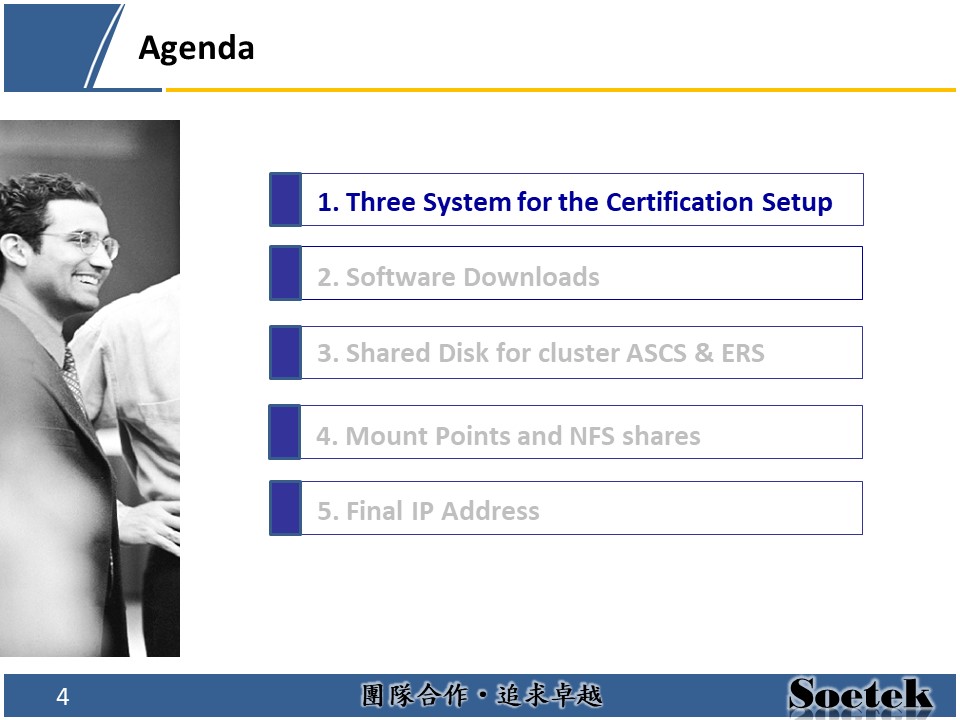 Agenda
1. Three System for the Certification Setup
2. Software Downloads
3. Shared Disk for cluster ASCS & ERS
4. Mount Points and NFS shares
5. Final IP Address
4
團隊合作・追求卓越
Soetek